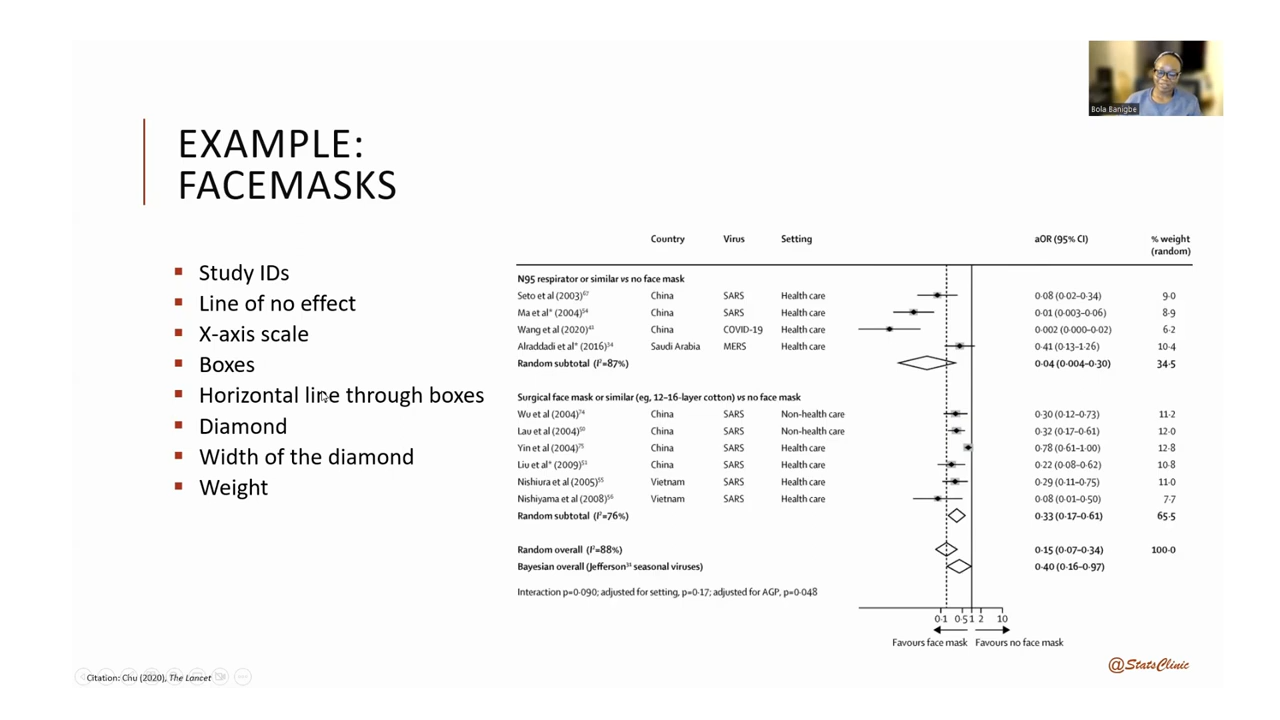 Bola Banigbe
EXAMPLE:
FACEMASKS
▪ Study IDs
▪ Line of no effect
▪ X-axis scale
▪ Boxes
▪ Horizontal line through boxes
▪ Diamond
▪ Width of the diamond
▪ Weight
Country Virus Setting aOR (95% CI) % weight
(random)
N95 respirator or similar vs no face mask
Seto et al (2003)⁶⁷ China SARS Health care 0·08 (0·02–0·34) 9·0
Ma et al* (2004)⁵⁴ China SARS Health care 0·01 (0·003–0·06) 8·9
Wang et al (2020)⁴¹ China COVID-19 Health care 0·002 (0·000–0·02) 6·2
Alraddadi et al* (2016)³⁴ Saudi Arabia MERS Health care 0·41 (0·13–1·26) 10·4
Random subtotal (I²=87%) 0·04 (0·004–0·30) 34·5
Surgical face mask or similar (eg, 12–16-layer cotton) vs no face mask
Wu et al (2004)⁷⁴ China SARS Non-health care 0·30 (0·12–0·73) 11·2
Lau et al (2004)⁵⁰ China SARS Non-health care 0·32 (0·17–0·61) 12·0
Yin et al (2004)⁷⁵ China SARS Health care 0·78 (0·61–1·00) 12·8
Liu et al* (2009)⁵¹ China SARS Health care 0·22 (0·08–0·62) 10·8
Nishiura et al (2005)⁵⁵ Vietnam SARS Health care 0·29 (0·11–0·75) 11·0
Nishiyama et al (2008)⁵⁶ Vietnam SARS Health care 0·08 (0·01–0·50) 7·7
Random subtotal (I²=76%) 0·33 (0·17–0·61) 65·5
Random overall (I²=88%) 0·15 (0·07–0·34) 100·0
Bayesian overall (Jefferson³¹ seasonal viruses) 0·40 (0·16–0·97)
Interaction p=0·090; adjusted for setting, p=0·17; adjusted for AGP, p=0·048
0·1 0·5 1 2 10
Favours face mask Favours no face mask
@StatsClinic
Citation: Chu (2020), The Lancet